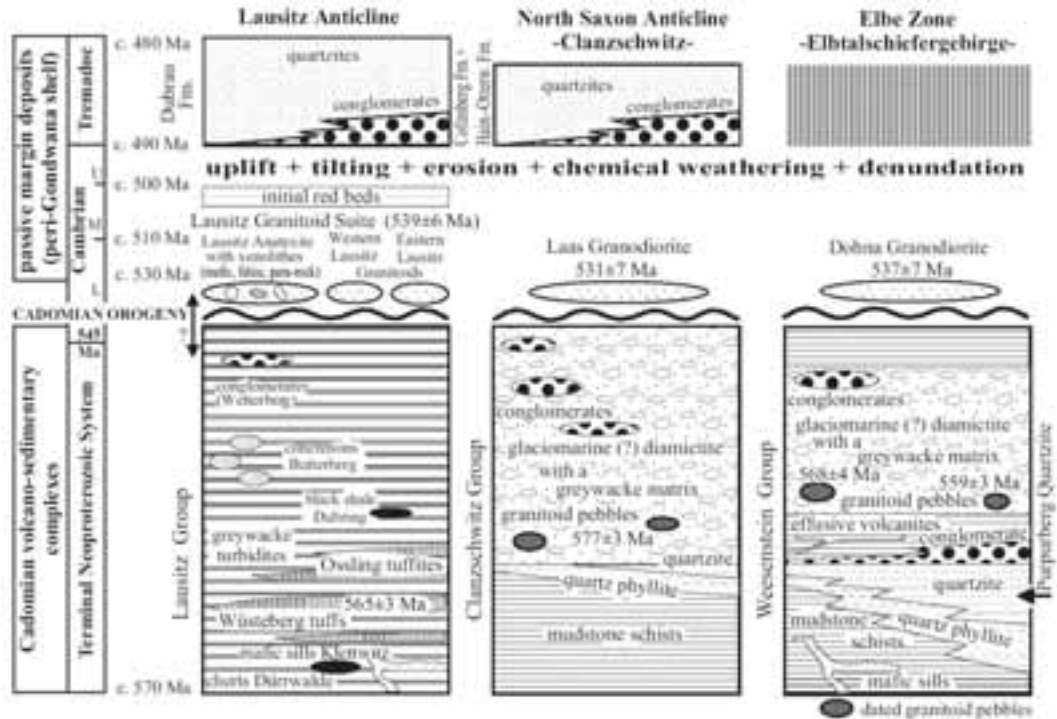 Lausitz Anticline
North Saxon Anticline
-Clanzschwitz-
Elbe Zone
-Elbtalschiefergebirge-
passive margin deposits
(peri-Gondwana shelf)
Tremadoc
Cambrian
U
M
L
c. 480 Ma
c. 490 Ma
c. 500 Ma
c. 510 Ma
c. 530 Ma
Dubrau
Fm.
quartzites
conglomerates
Fm.
quartzites
conglomerates
uplift + tilting + erosion + chemical weathering + denundation
initial red beds
Lausitz Granitoid Suite (539±6 Ma)
Lausitz Anatexite
with xenolithes
Western
Lausitz
Lausitz
Granitoids
Laas Granodiorite
531±7 Ma
Dohna Granodiorite
537±7 Ma
CADOMIAN OROGENY
545
Ma
?
Cadomian volcano-sedimentary
complexes
Terminal Neoproterozoic System
c. 570 Ma
Lausitz Group
conglomerates
Butterberg
black shale
Dubring
greywacke
turbidites
Ossling tuffites
565±3 Ma
Wüsteberg tuffs
mafic sills
Clanzschwitz Group
conglomerates
glaciomarine (?) diamictite
with a
greywacke matrix
granitoid pebbles
577±3 Ma
quartzite
quartz phyllite
mudstone schists
Weesenstein Group
conglomerates
glaciomarine (?) diamictite
with a
greywacke matrix
568±4 Ma
559±3 Ma
granitoid pebbles
effusive volcanites
conglomerate
quartzite
quartz phyllite
mudstone
schists
mafic sills
Purpurberg Quartzite
dated granitoid pebbles